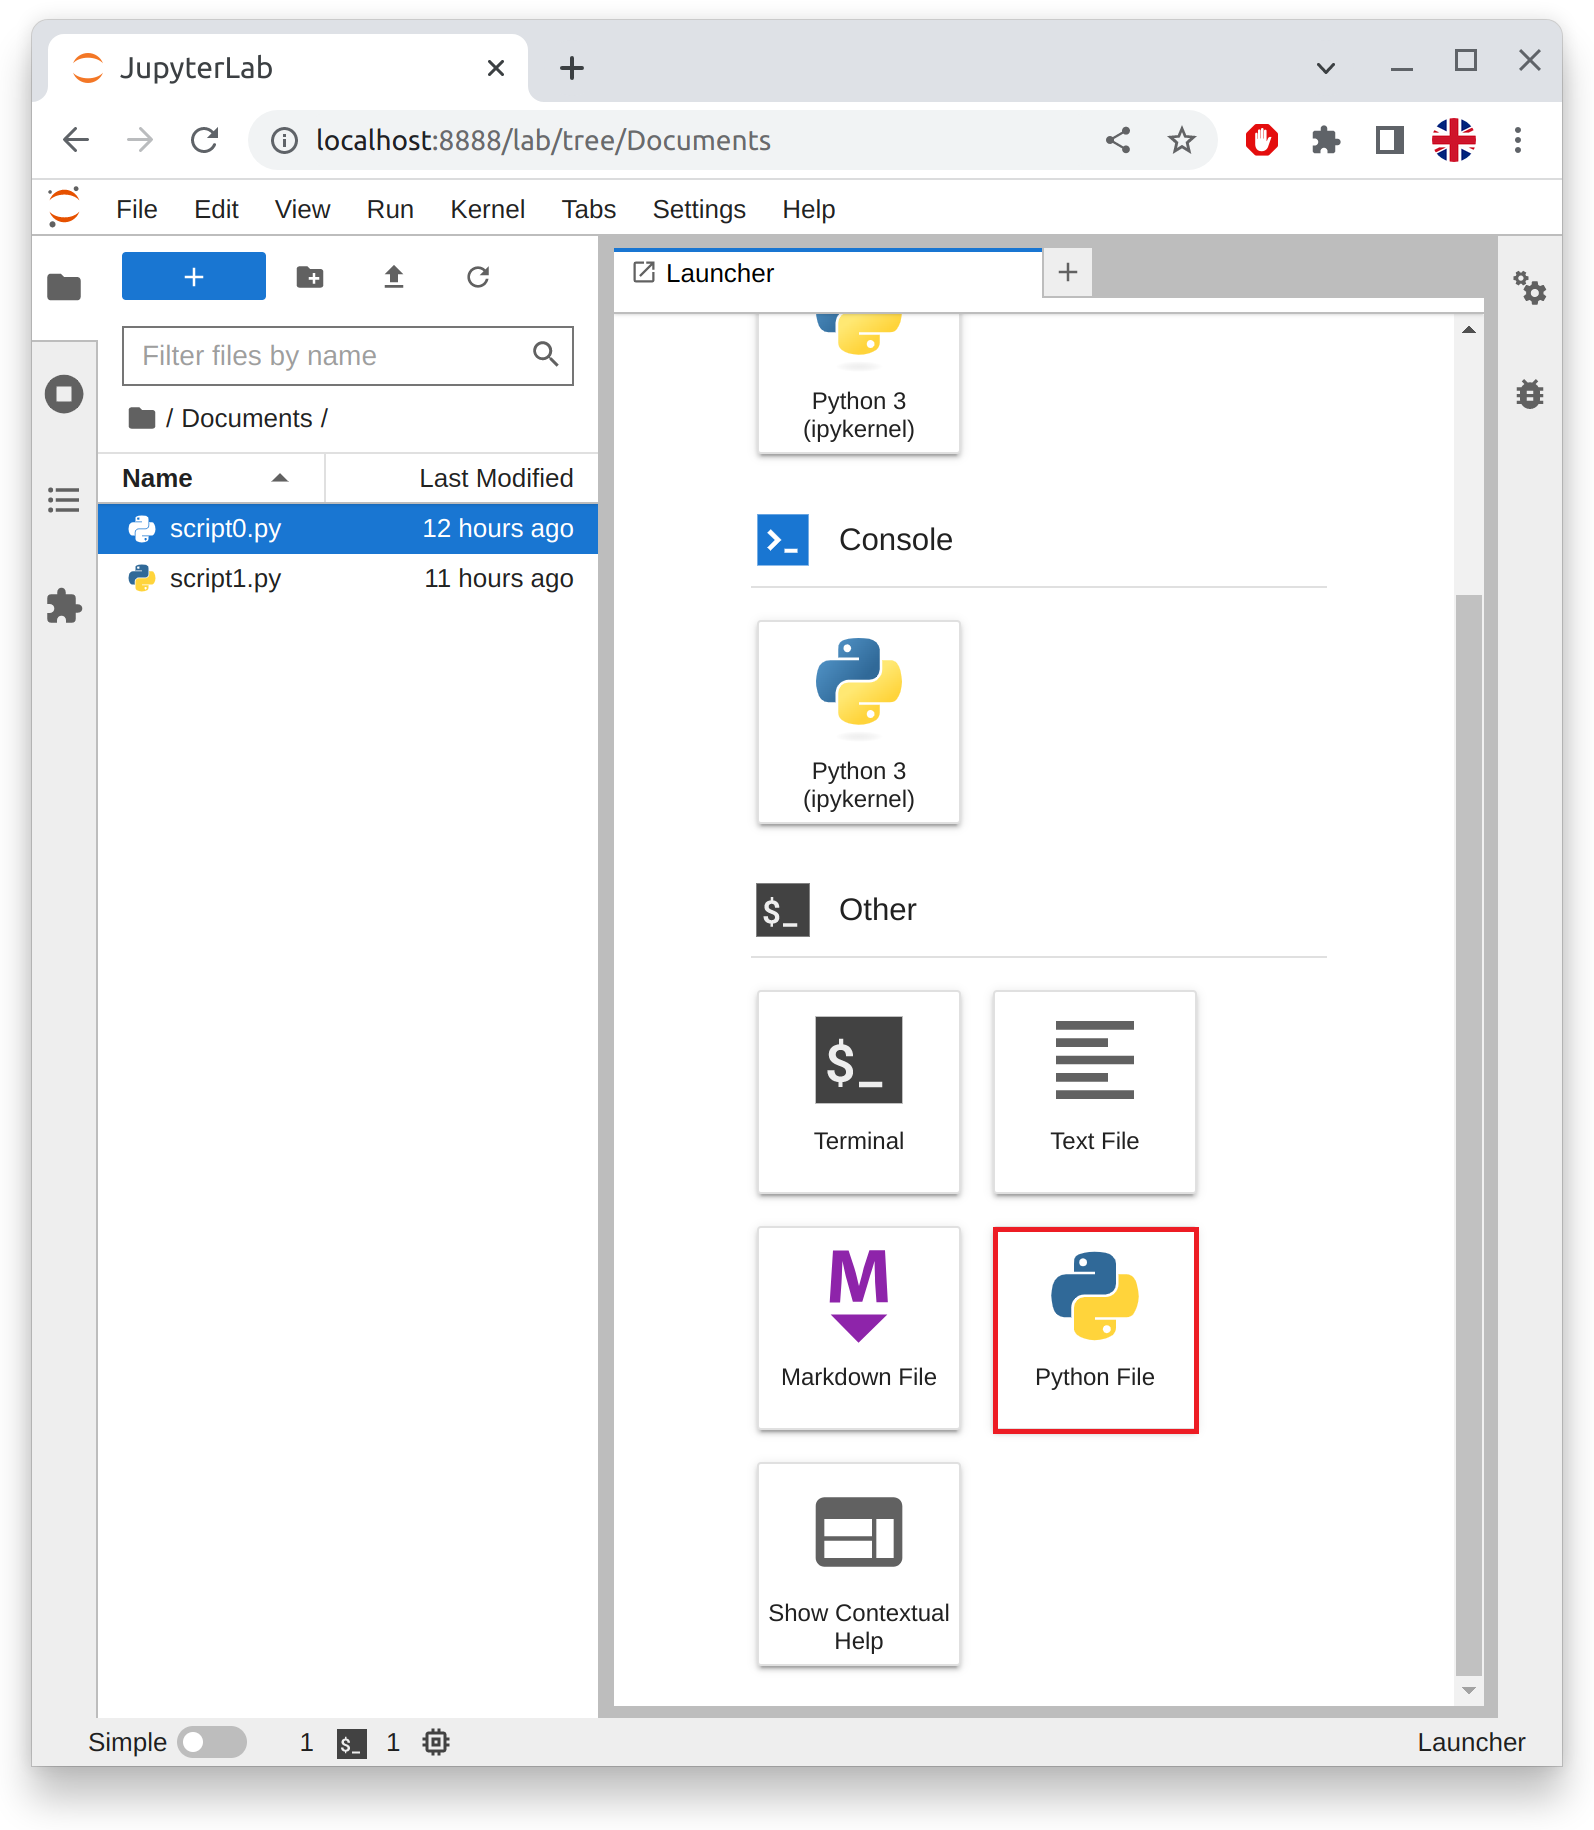 JupyterLab
localhost:8888/lab/tree/Documents
File Edit View Run Kernel Tabs Settings Help
Launcher
Filter files by name
/ Documents /
Name Last Modified
script0.py 12 hours ago
script1.py 11 hours ago
Python 3
(ipykernel)
Console
Python 3
(ipykernel)
$_ Other
$_
Terminal
Text File
M
Markdown File
Python File
Show Contextual
Help
Simple 1 $_ 1 Launcher